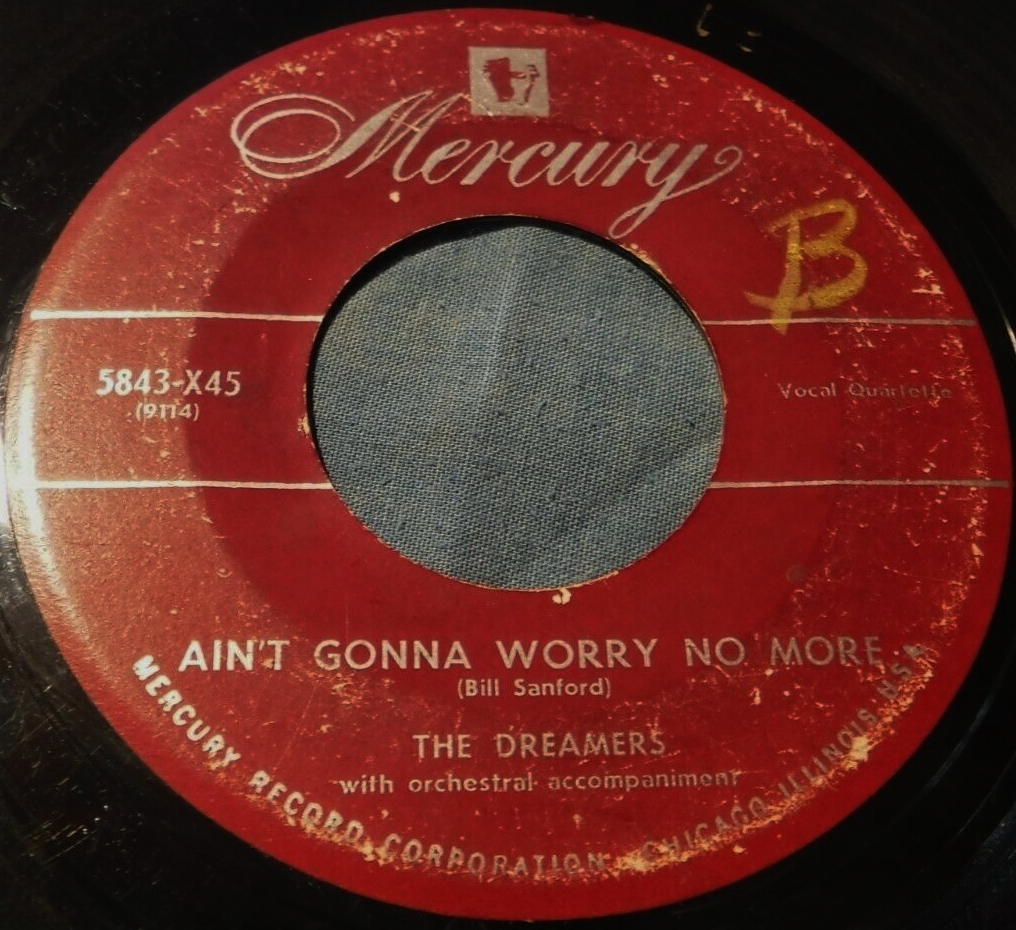 Mercury
B
5843-X45
(9114)
Vocal Quartette
AIN'T GONNA WORRY NO MORE
(Bill Sanford)
THE DREAMERS
with orchestral accompaniment
MERCURY RECORD CORPORATION CHICAGO ILLINOIS U.S.A.